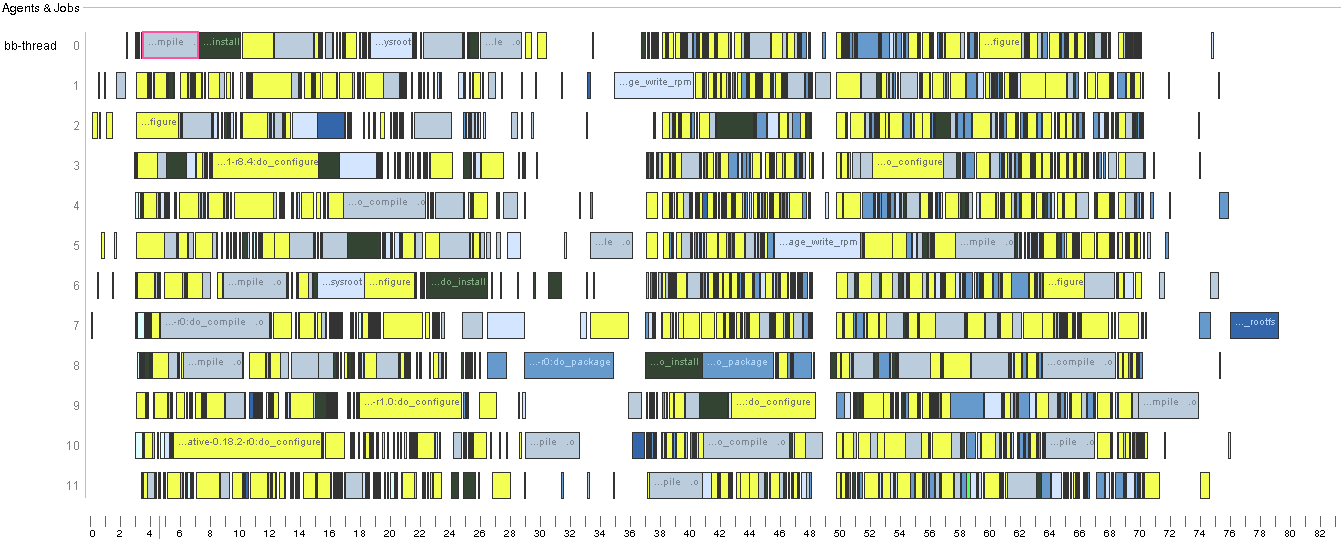 Agents & Jobs
bb-thread 0 ...mpile ... ...install ...ysroot ...le .o ...figure
1 ...ge_write_rpm
2 ...figure
3 ...1-r8.4:do_configure ...o_configure
4 ...o_compile .o
5 ...le .o ...age_write_rpm ...mpile .o
6 ...mpile .o ...sysroot ...nfigure ...do_install ...figure
7 ...-r0:do_compile .o ..._rootfs
8 ...mpile .o ...-r0:do_package ...o_install ...o_package ...compile .o
9 ...-r1.0:do_configure ...:do_configure ...mpile .o
10 ...ative-0.18.2-r0:do_configure ...pile .o ...o_compile .o ...pile .o
11 ...pile .o
0 2 4 6 8 10 12 14 16 18 20 22 24 26 28 30 32 34 36 38 40 42 44 46 48 50 52 54 56 58 60 62 64 66 68 70 72 74 76 78 80 82